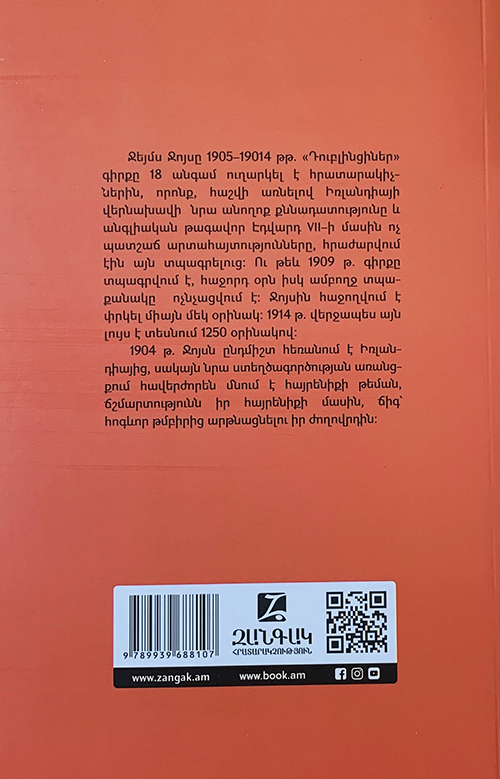 Ջեյմս Ջոյսը 1905–19014 թթ. «Դուբլինցիներ»
գիրքը 18 անգամ ուղարկել է հրատարակիչ-
ներին, որոնք, հաշվի առնելով Իռլանդիայի
վերնախավի նրա անողոք քննադատությունը և
անգլիական թագավոր Էդվարդ VII–ի մասին ոչ
պատշաճ արտահայտությունները, հրաժարվում
էին այն տպագրելուց։ Ու թեև 1909 թ. գիրքը
տպագրվում է, հաջորդ օրն իսկ ամբողջ տպա-
քանակը ոչնչացվում է։ Ջոյսին հաջողվում է
փրկել միայն մեկ օրինակ։ 1914 թ. վերջապես այն
լույս է տեսնում 1250 օրինակով։
1904 թ. Ջոյսն ընդմիշտ հեռանում է Իռլան-
դիայից, սակայն նրա ստեղծագործության առանց-
քում հավերժորեն մնում է հայրենիքի թեման,
ճշմարտությունն իր հայրենիքի մասին, ճիգ՝
հոգևոր թմբիրից արթնացնելու իր ժողովրդին։
ԶԱՆԳԱԿ
ՀՐԱՏԱՐԱԿՉՈՒԹՅՈՒՆ
9 789939 688107
www.zangak.am www.book.am